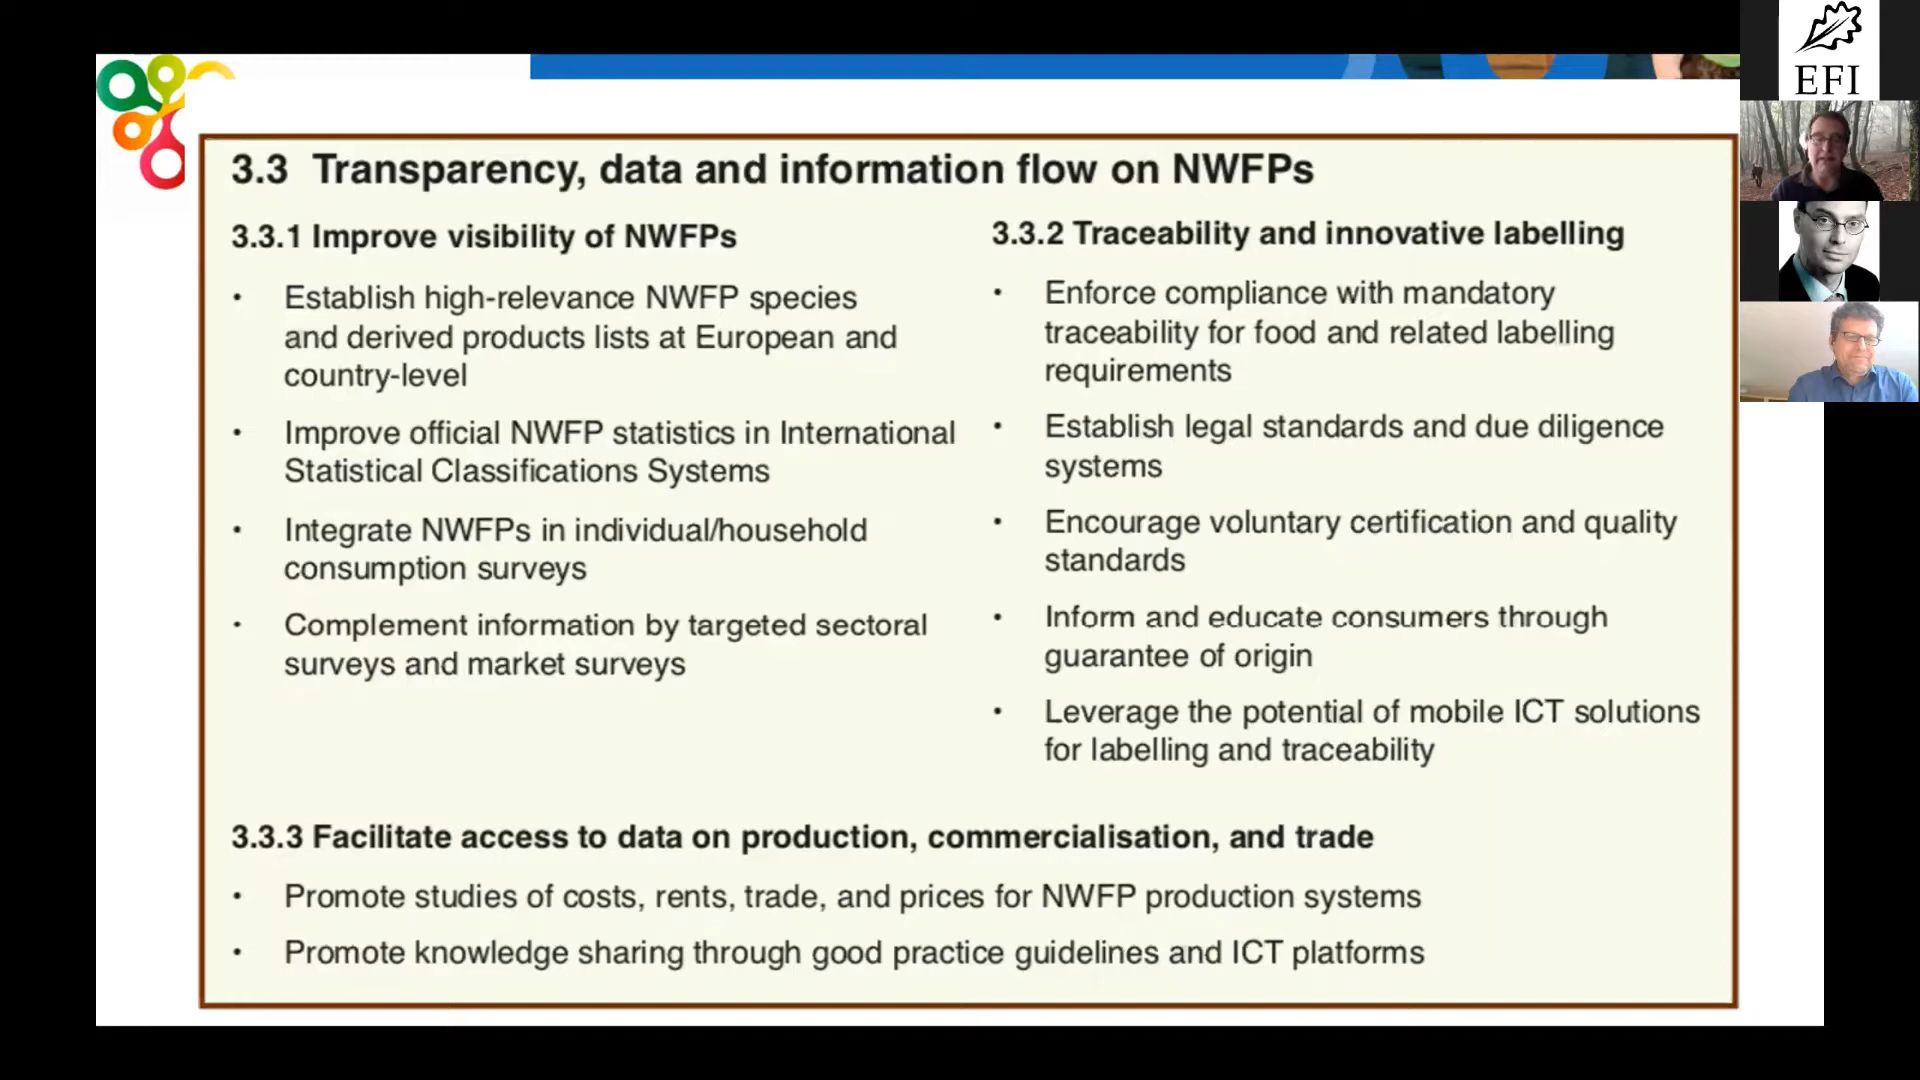 3.3 Transparency, data and information flow on NWFPs
3.3.1 Improve visibility of NWFPs
• Establish high-relevance NWFP species
and derived products lists at European and
country-level
• Improve official NWFP statistics in International
Statistical Classifications Systems
• Integrate NWFPs in individual/household
consumption surveys
• Complement information by targeted sectoral
surveys and market surveys
3.3.2 Traceability and innovative labelling
• Enforce compliance with mandatory
traceability for food and related labelling
requirements
• Establish legal standards and due diligence
systems
• Encourage voluntary certification and quality
standards
• Inform and educate consumers through
guarantee of origin
• Leverage the potential of mobile ICT solutions
for labelling and traceability
3.3.3 Facilitate access to data on production, commercialisation, and trade
• Promote studies of costs, rents, trade, and prices for NWFP production systems
• Promote knowledge sharing through good practice guidelines and ICT platforms
EFI